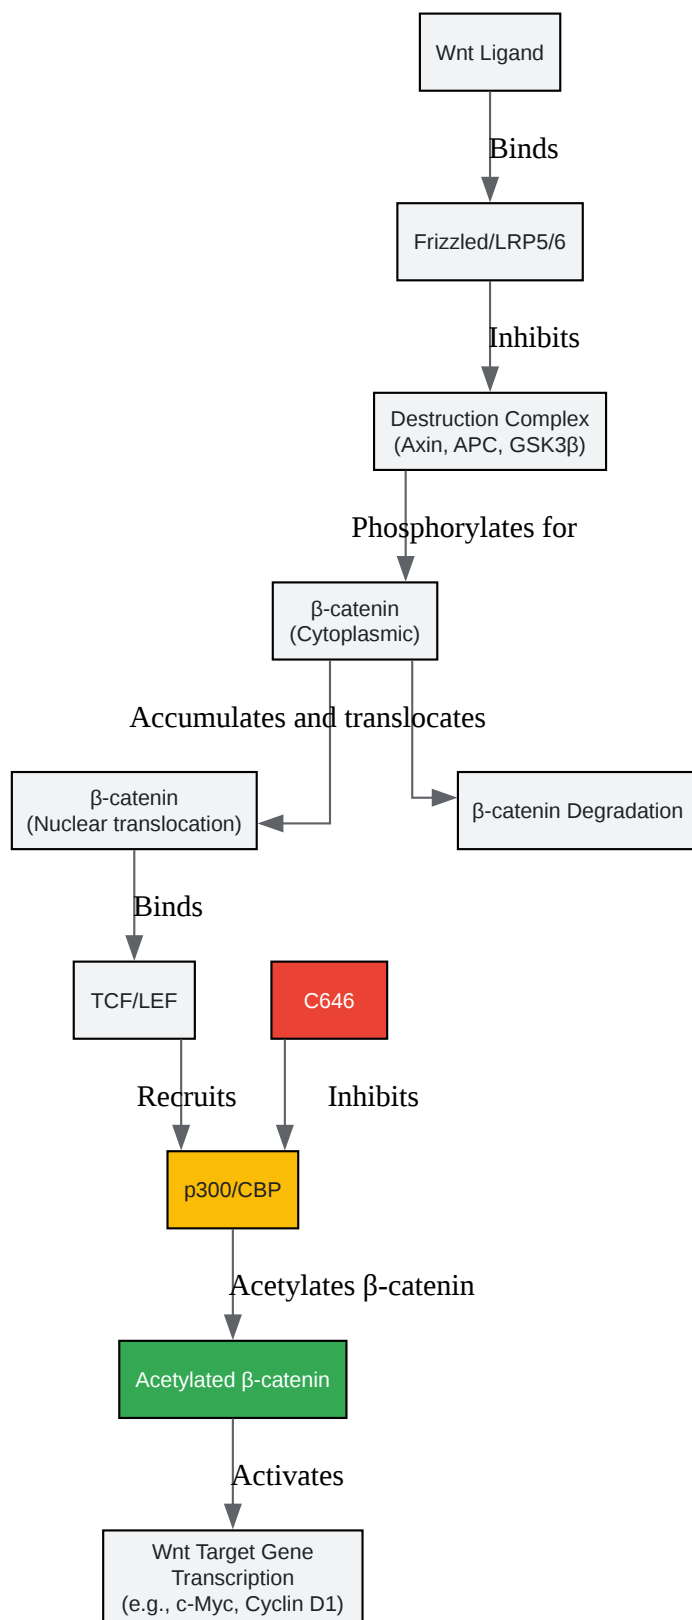 Wnt Ligand
Binds
Frizzled/LRP5/6
Inhibits
Destruction Complex
(Axin, APC, GSK3β)
Phosphorylates for
β-catenin
(Cytoplasmic)
Accumulates and translocates
β-catenin
(Nuclear translocation)
β-catenin Degradation
Binds
TCF/LEF
C646
Recruits
Inhibits
p300/CBP
Acetylates β-catenin
Acetylated β-catenin
Activates
Wnt Target Gene
Transcription
(e.g., c-Myc, Cyclin D1)